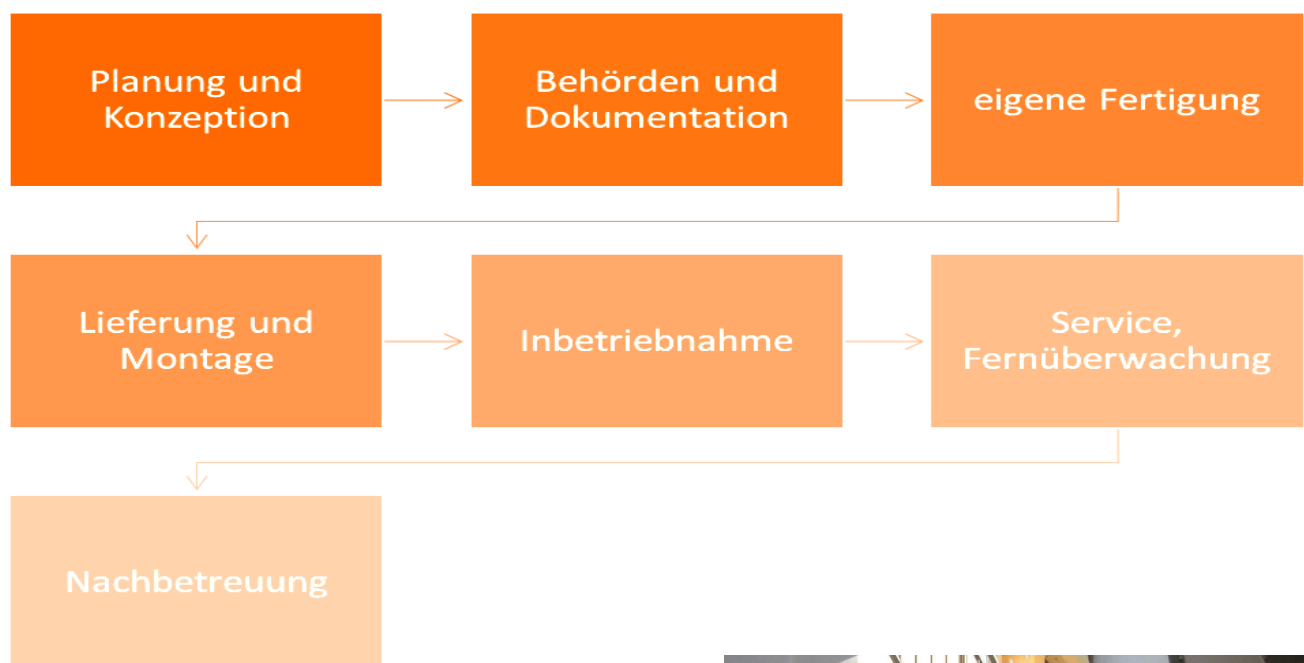 Planung und
Konzeption
Behörden und
Dokumentation
eigene Fertigung
Lieferung und
Montage
Inbetriebnahme
Service,
Fernüberwachung
Nachbetreuung